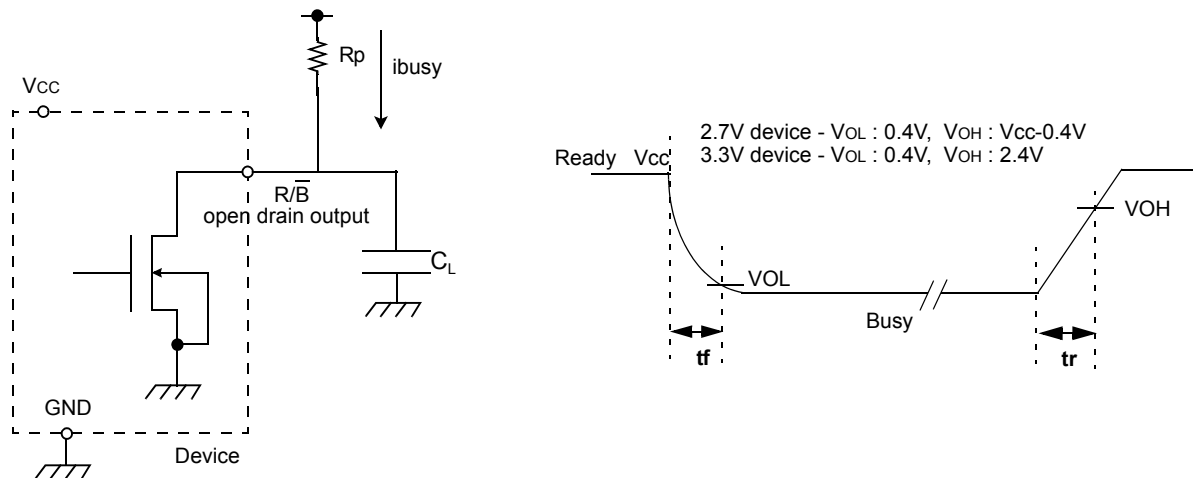 Rp
ibusy
VCC
R/B̅
open drain output
CL
GND
Device
2.7V device - VOL : 0.4V, VOH : Vcc-0.4V
3.3V device - VOL : 0.4V, VOH : 2.4V
Ready Vcc
VOH
VOL
Busy
tf
tr